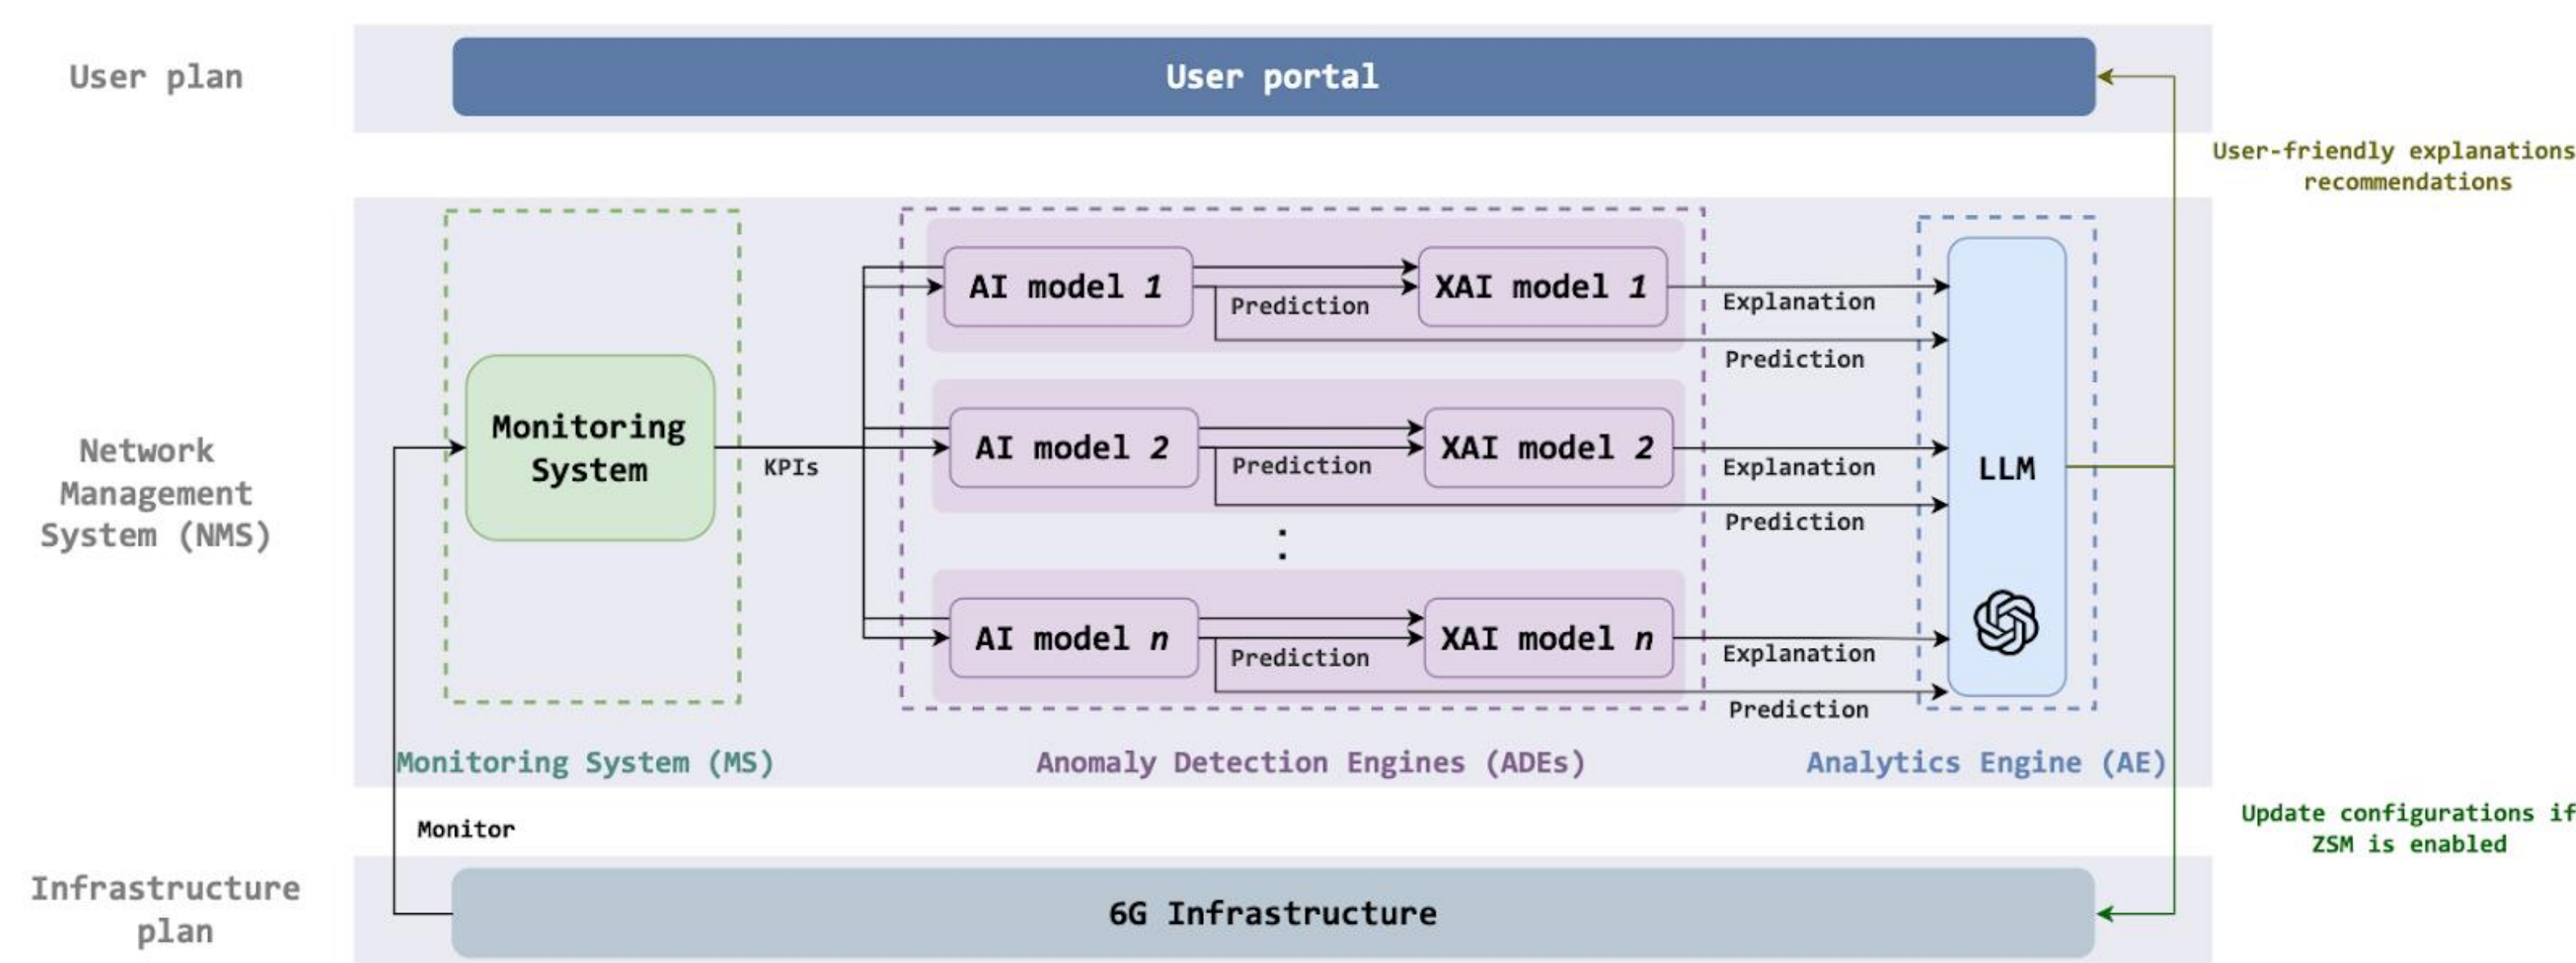 User plan
User portal
User-friendly explanations
recommendations
Network
Management
System (NMS)
Monitoring
System
KPIs
AI model 1
Prediction
XAI model 1
Explanation
Prediction
AI model 2
Prediction
XAI model 2
Explanation
Prediction
:
AI model n
Prediction
XAI model n
Explanation
Prediction
LLM
Monitoring System (MS)
Anomaly Detection Engines (ADEs)
Analytics Engine (AE)
Monitor
Update configurations if
ZSM is enabled
Infrastructure
plan
6G Infrastructure